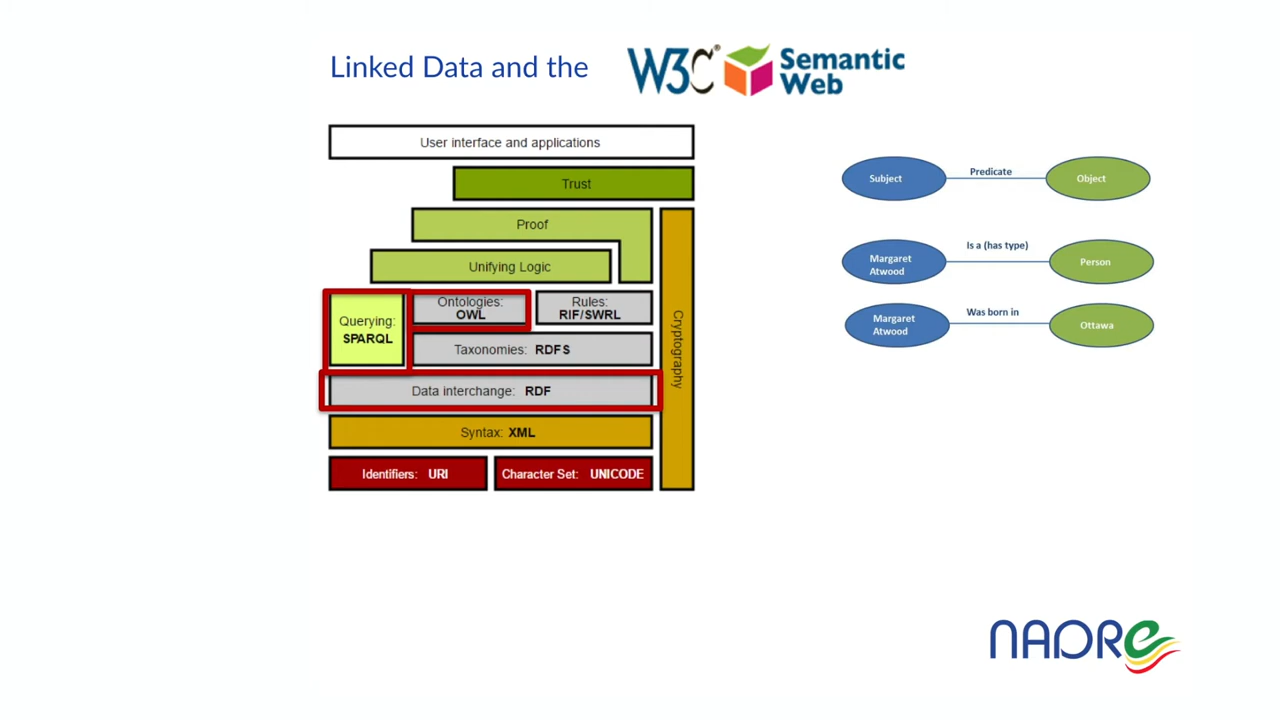 Linked Data and the
W3C® Semantic
Web
User interface and applications
Trust
Proof
Unifying Logic
Ontologies:
OWL
Rules:
RIF/SWRL
Querying:
SPARQL
Taxonomies: RDFS
Data interchange: RDF
Syntax: XML
Identifiers: URI
Character Set: UNICODE
Cryptography
Subject
Predicate
Object
Margaret
Atwood
Is a (has type)
Person
Margaret
Atwood
Was born in
Ottawa
NADRe